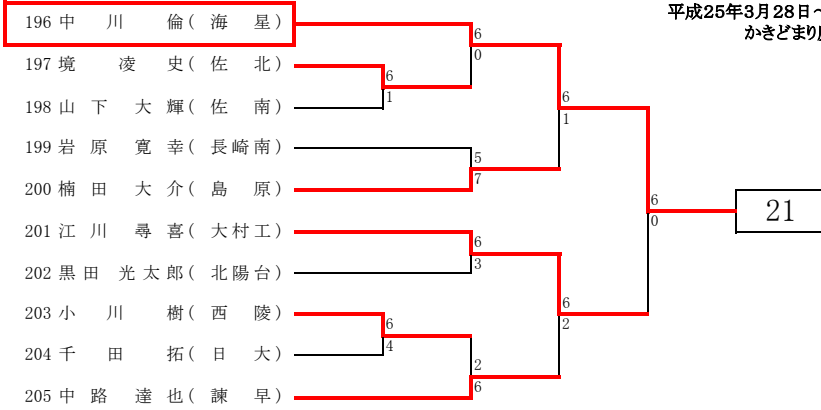 平成25年3月28日～
かきどまり
196 中川 倫(海星)
6
0
197 境 凌史(佐北)
6
1
198 山下大輝(佐南)
6
1
199 岩原寛幸(長崎南)
5
7
200 楠田大介(島原)
6
0
21
201 江川尋喜(大村工)
6
3
202 黒田光太郎(北陽台)
203 小川 樹(西陵)
6
2
6
4
204 千田 拓(日大)
2
6
205 中路達也(諫早)